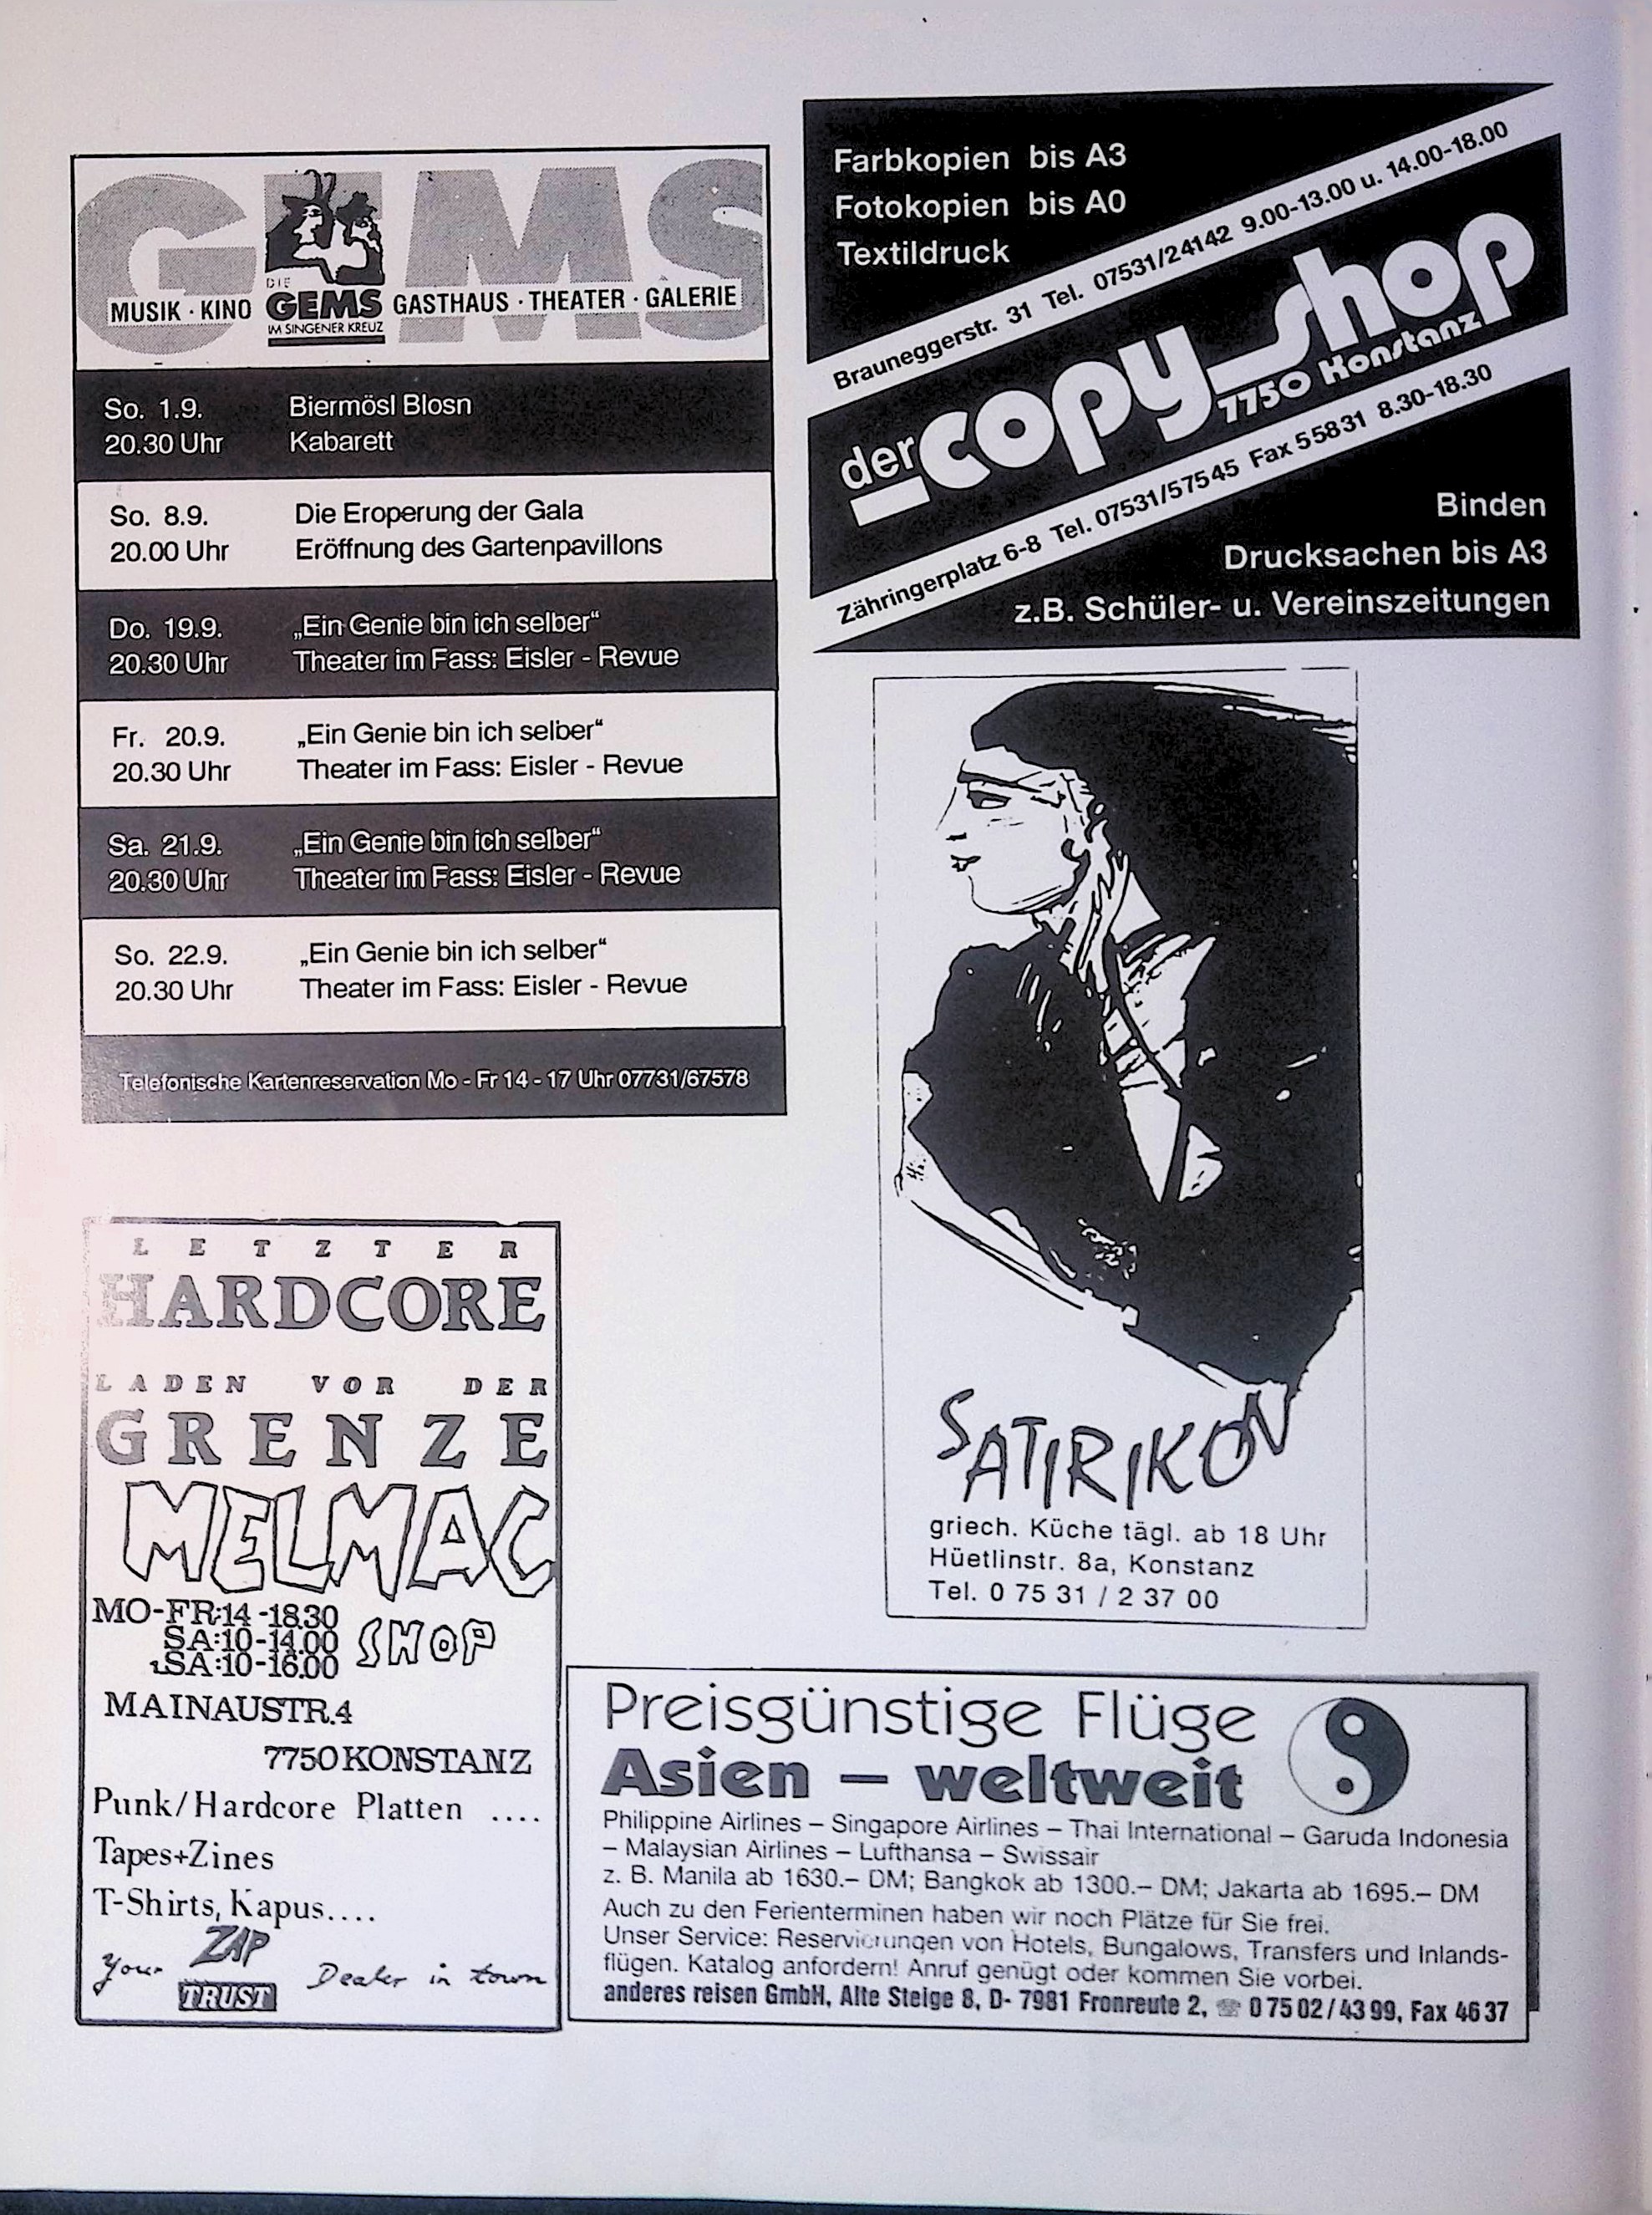 GEMS
DIE
MUSIK · KINO GEMS GASTHAUS · THEATER · GALERIE
IM SINGENER KREUZ
So. 1.9. Biermösl Blosn
20.30 Uhr Kabarett
So. 8.9. Die Eroperung der Gala
20.00 Uhr Eröffnung des Gartenpavillons
Do. 19.9. „Ein Genie bin ich selber“
20.30 Uhr Theater im Fass: Eisler - Revue
Fr. 20.9. „Ein Genie bin ich selber“
20.30 Uhr Theater im Fass: Eisler - Revue
Sa. 21.9. „Ein Genie bin ich selber“
20.30 Uhr Theater im Fass: Eisler - Revue
So. 22.9. „Ein Genie bin ich selber“
20.30 Uhr Theater im Fass: Eisler - Revue
Telefonische Kartenreservation Mo - Fr 14 - 17 Uhr 07731/67578
Farbkopien bis A3
Fotokopien bis A0
Textildruck
Brauneggerstr. 31 Tel. 07531/24142 9.00-13.00 u. 14.00-18.00
der copy shop
7750 Konstanz
Zähringerplatz 6-8 Tel. 07531/57545 Fax 55831 8.30-18.30
Binden
Drucksachen bis A3
z.B. Schüler- u. Vereinszeitungen
SATIRIKON
griech. Küche tägl. ab 18 Uhr
Hüetlinstr. 8a, Konstanz
Tel. 0 75 31 / 2 37 00
LETZTER
HARDCORE
LADEN VOR DER
GRENZE
MELMAC
MO-FR:14-18.30
SA:10-14.00
1.SA:10-16.00
SHOP
MAINAUSTR.4
7750 KONSTANZ
Punk/Hardcore Platten ....
Tapes+Zines
T-Shirts, Kapus....
Your ZAP
TRUST Dealer in town
Preisgünstige Flüge
Asien – weltweit
Philippine Airlines – Singapore Airlines – Thai International – Garuda Indonesia
– Malaysian Airlines – Lufthansa – Swissair
z. B. Manila ab 1630.– DM; Bangkok ab 1300.– DM; Jakarta ab 1695.– DM
Auch zu den Ferienterminen haben wir noch Plätze für Sie frei.
Unser Service: Reservierungen von Hotels, Bungalows, Transfers und Inlands-
flügen. Katalog anfordern! Anruf genügt oder kommen Sie vorbei.
anderes reisen GmbH, Alte Steige 8, D- 7981 Fronreute 2, ☏ 0 75 02 / 43 99, Fax 46 37